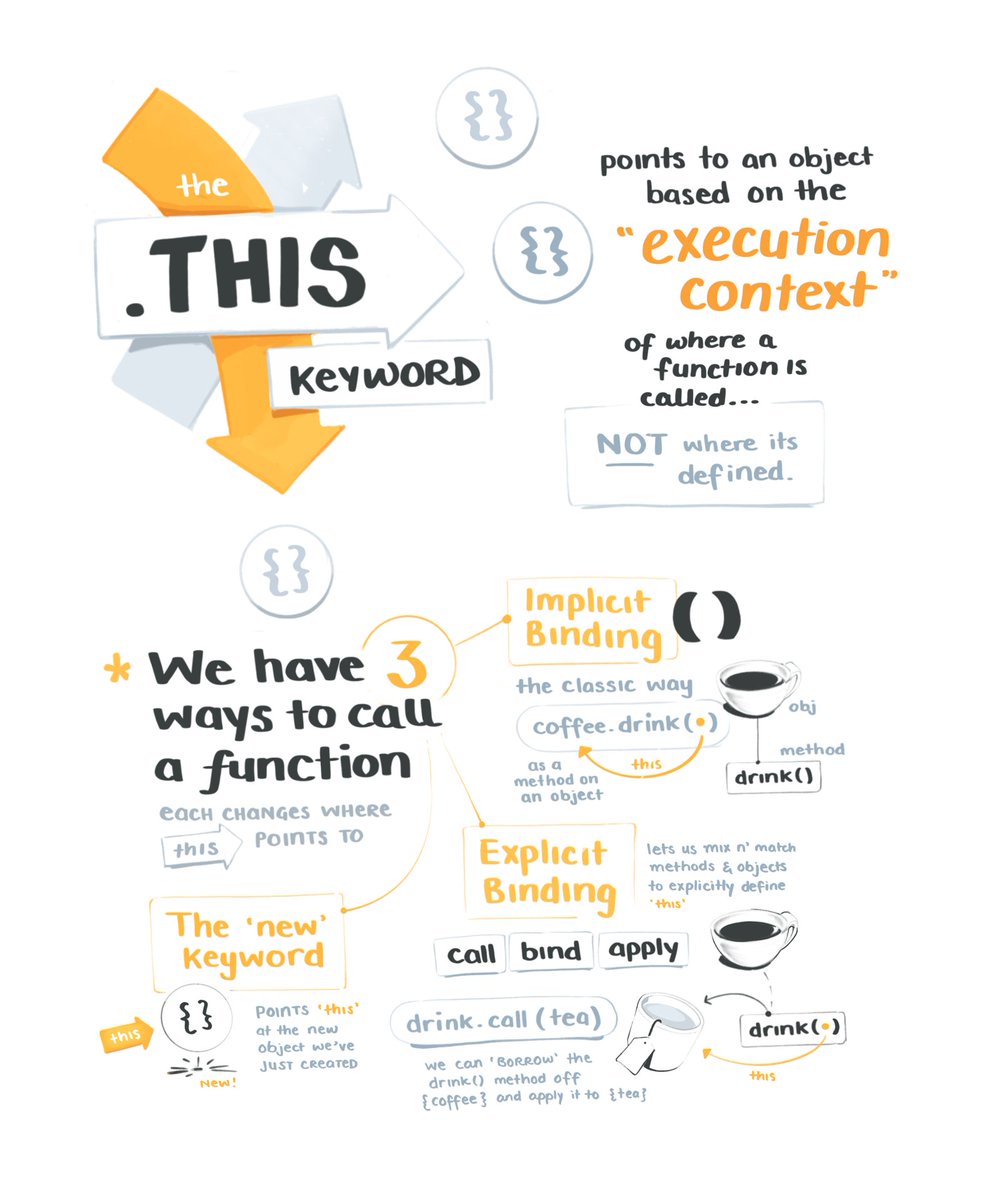 the
.THIS
KEYWORD
{}
{}
points to an object
based on the
"execution
context"
of where a
function is
called...
NOT where its
defined.
{}
* We have 3
ways to call
a function
each changes where
this points to
Implicit
Binding
()
the classic way
coffee.drink(•)
this
as a
method on
an object
obj
method
drink()
Explicit
Binding
lets us mix n' match
methods & objects
to explicitly define
'this'
call bind apply
drink.call (tea)
we can 'BORROW' the
drink() method off
{coffee} and apply it to {tea}
drink(•)
this
The 'new'
Keyword
this
{}
New!
POINTS 'this'
at the new
object we've
JUST CREATED